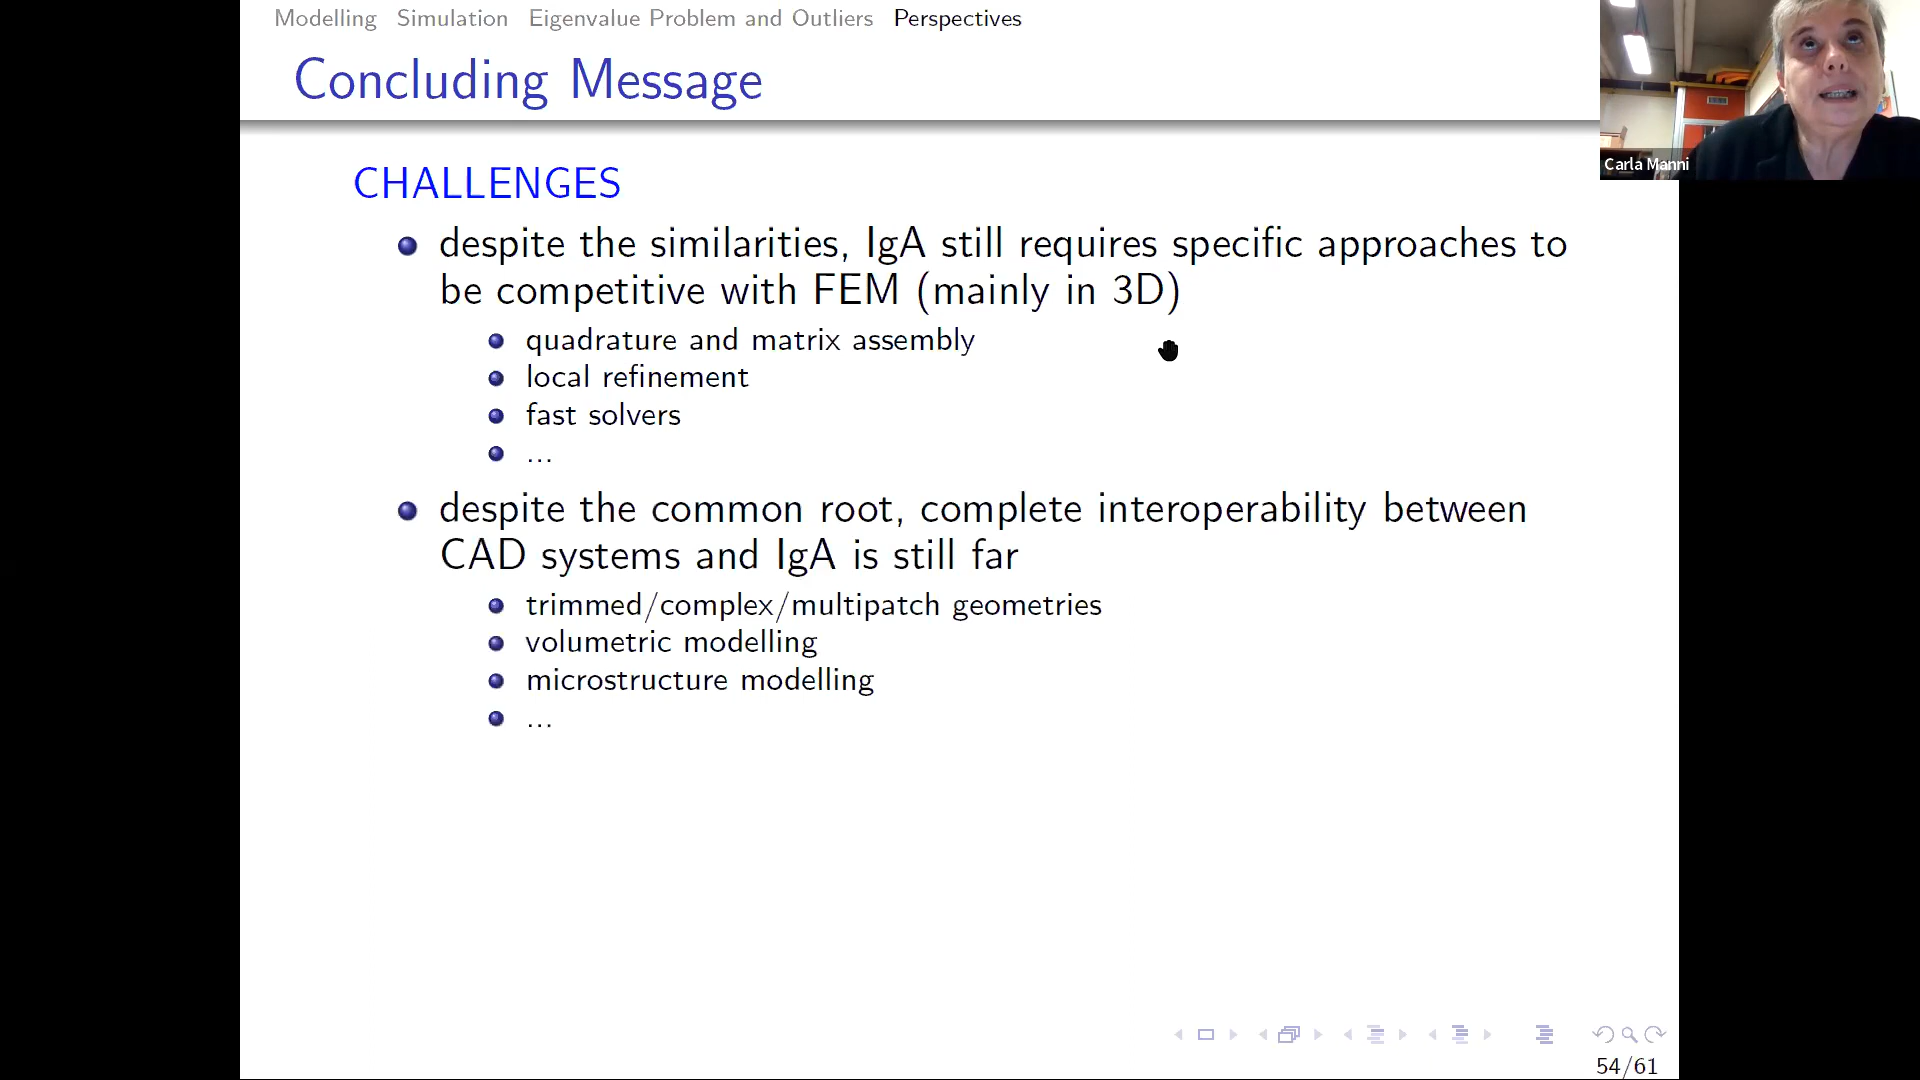 Modelling Simulation Eigenvalue Problem and Outliers Perspectives
Concluding Message
Carla Manni
CHALLENGES
despite the similarities, IgA still requires specific approaches to
be competitive with FEM (mainly in 3D)
quadrature and matrix assembly
local refinement
fast solvers
...
despite the common root, complete interoperability between
CAD systems and IgA is still far
trimmed/complex/multipatch geometries
volumetric modelling
microstructure modelling
...
54/61